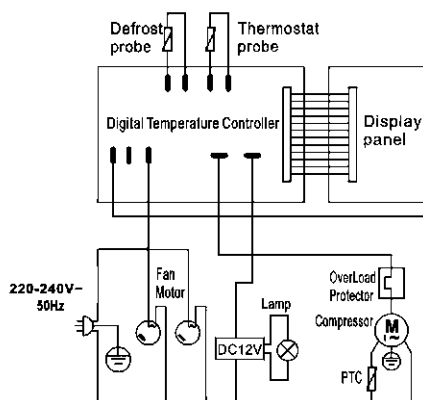 Defrost
probe
Thermostat
probe
Digital Temperature Controller
Display
panel
220-240V~
50Hz
Fan
Motor
Lamp
DC12V
OverLoad
Protector
Compressor
M
~
PTC